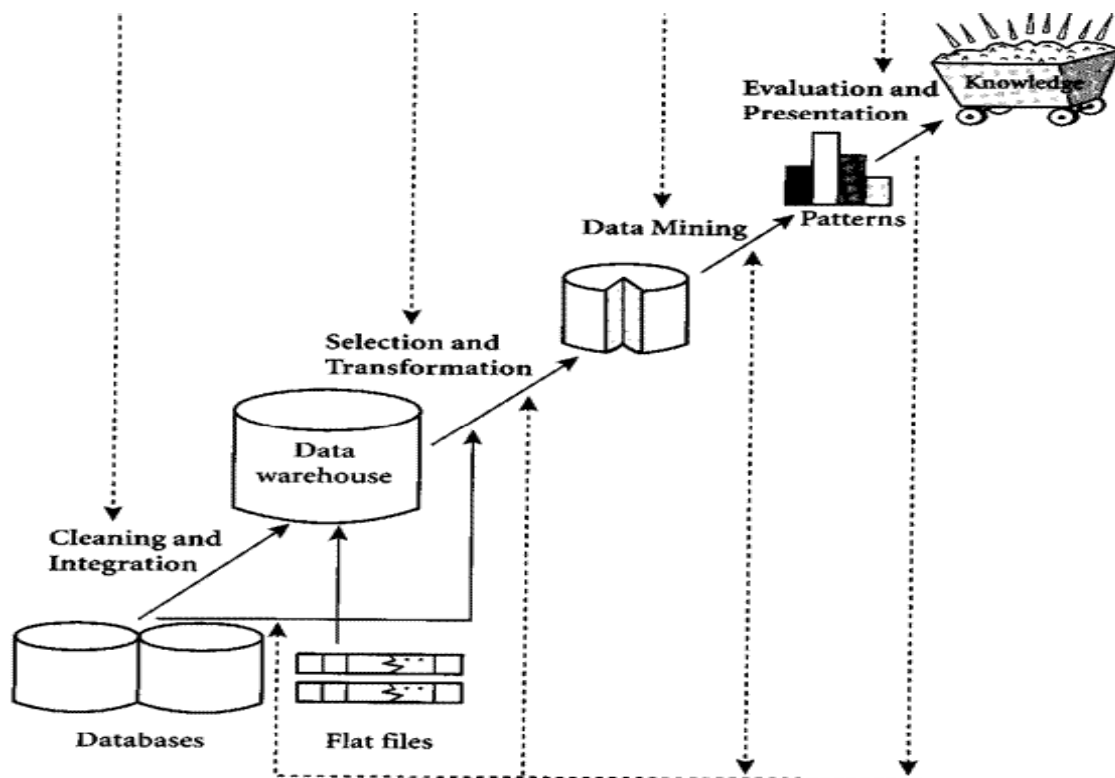 Knowledge
Evaluation and
Presentation
Patterns
Data Mining
Selection and
Transformation
Data
warehouse
Cleaning and
Integration
Databases
Flat files